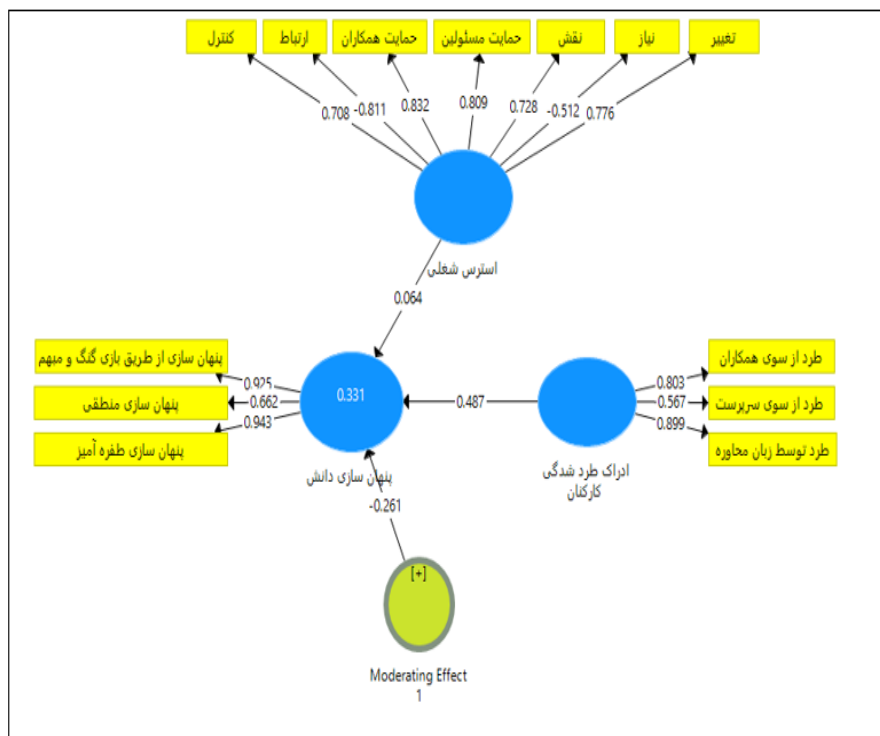 تغییر
نیاز
نقش
حمایت مسئولین
حمایت همکاران
ارتباط
کنترل
0.708
-0.811
0.832
0.809
0.728
-0.512
0.776
استرس شغلی
0.064
پنهان سازی از طریق بازی گنگ و مبهم
پنهان سازی منطقی
پنهان سازی طفره آمیز
0.925
0.662
0.943
0.331
پنهان سازی دانش
0.487
طرد از سوی همکاران
طرد از سوی سرپرست
طرد توسط زبان محاوره
0.803
0.567
0.899
ادراک طرد شدگی
کارکنان
-0.261
[+]
Moderating Effect
1